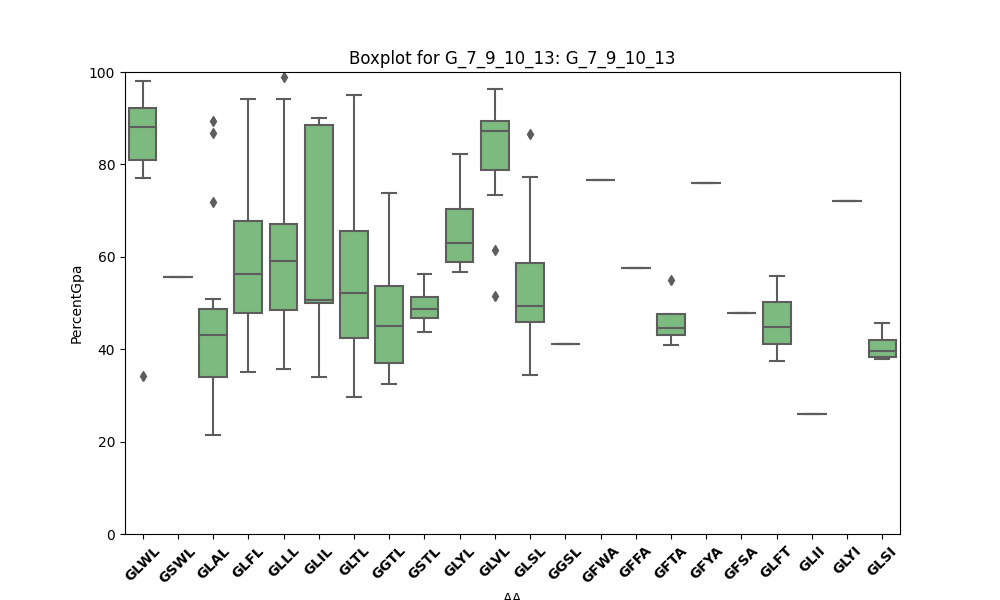 Boxplot for G_7_9_10_13: G_7_9_10_13
100
80
60
40
20
0
PercentGpa
GLWL GSWL GLAL GLFL GLLL GLIL GLTL GGTL GSTL GLYL GLVL GLSL GGSL GFWA GFFA GFTA GFYA GFSA GLFT GLII GLYI GLSI
AA